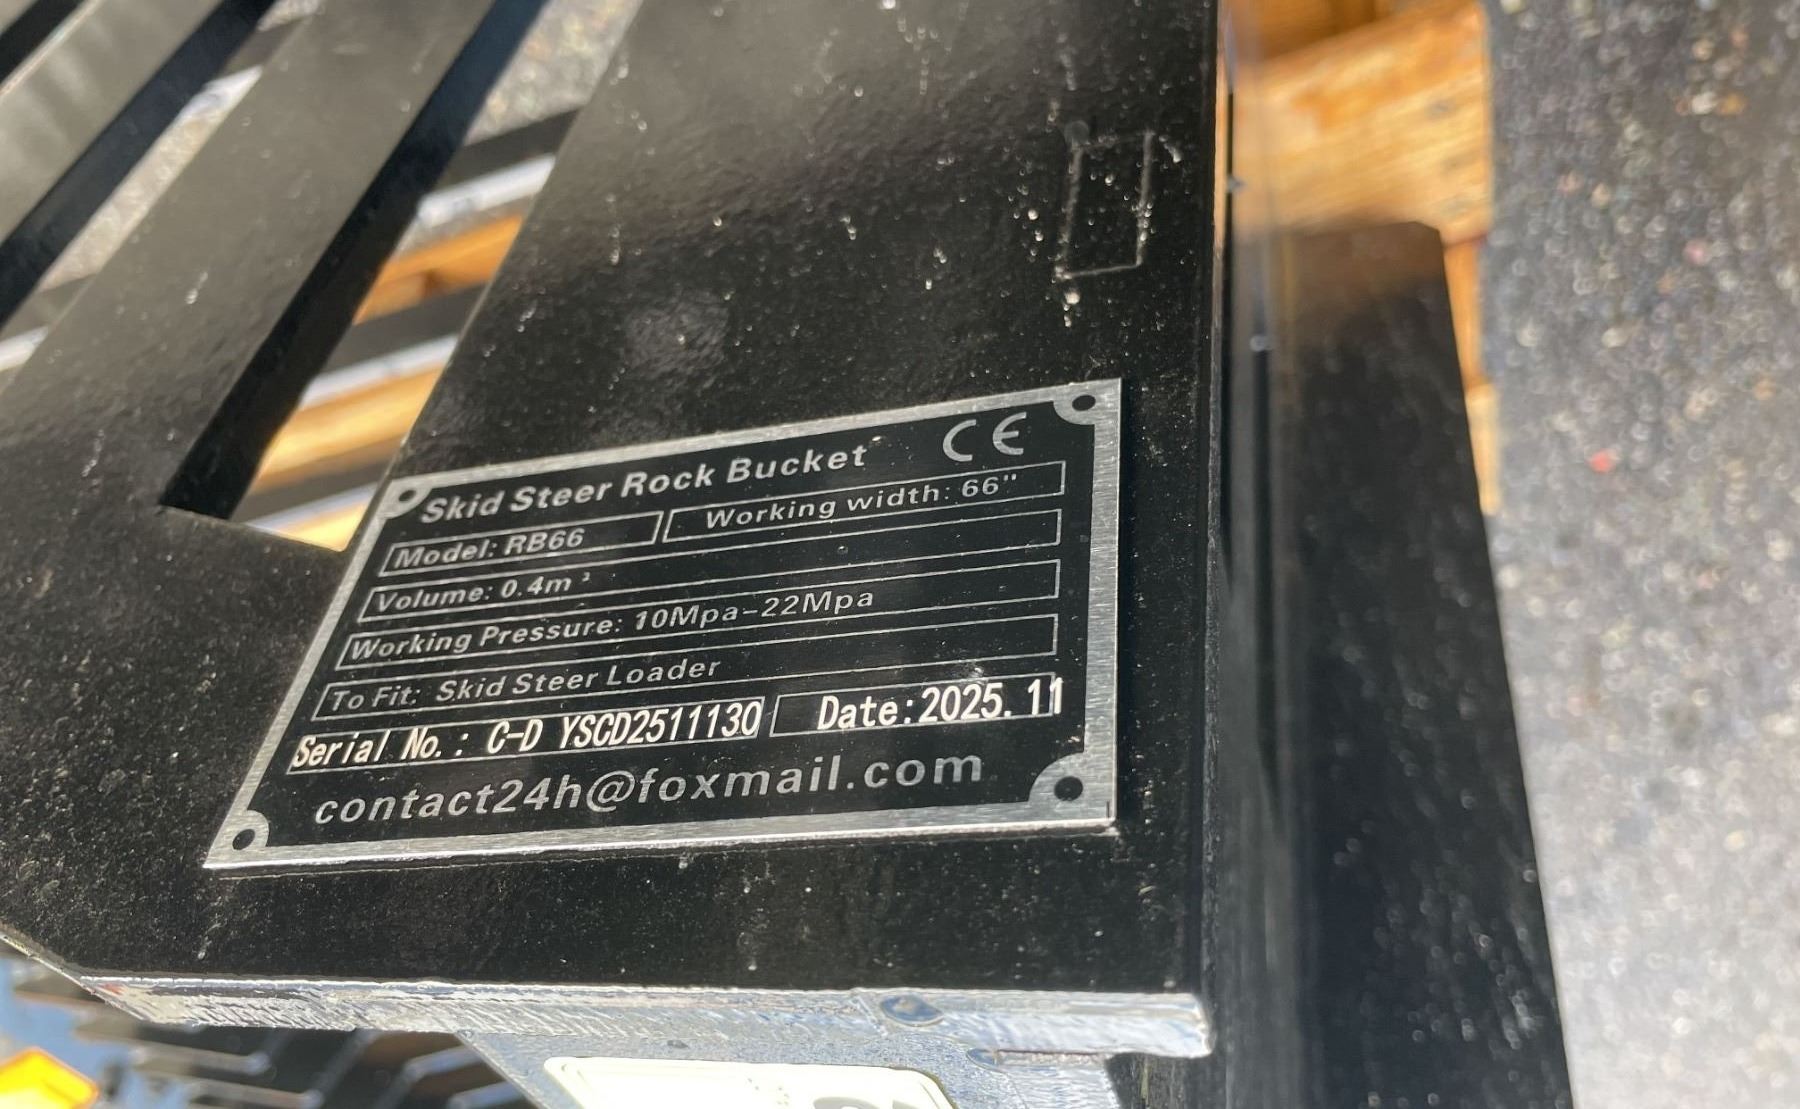 Skid Steer Rock Bucket CE
Model: RB66 Working width: 66"
Volume: 0.4m³
Working Pressure: 10Mpa-22Mpa
To Fit: Skid Steer Loader
Serial No.: C-D YSCD2511130 Date:2025.11
contact24h@foxmail.com